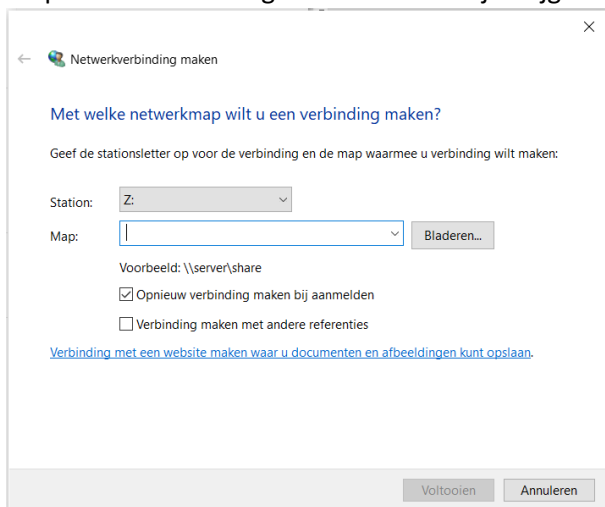 Netwerkverbinding maken
Met welke netwerkmap wilt u een verbinding maken?
Geef de stationsletter op voor de verbinding en de map waarmee u verbinding wilt maken:
Station: Z:
Map: Bladeren...
Voorbeeld: \\server\share
Opnieuw verbinding maken bij aanmelden
Verbinding maken met andere referenties
Verbinding met een website maken waar u documenten en afbeeldingen kunt opslaan.
Voltooien Annuleren